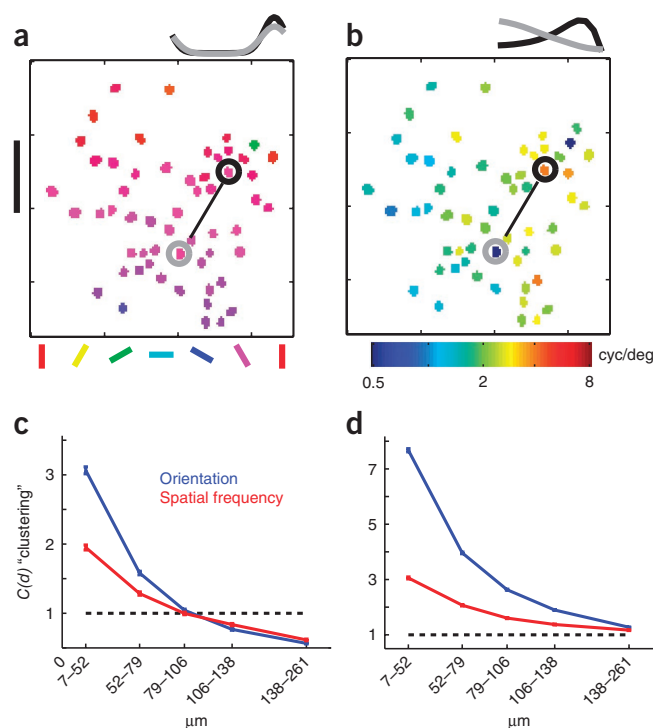 a
b
0.5
2
8
cyc/deg
c
d
C(d) “clustering”
3
2
1
0
Orientation
Spatial frequency
7–52
52–79
79–106
106–138
138–261
μm
7
5
3
1
7–52
52–79
79–106
106–138
138–261
μm